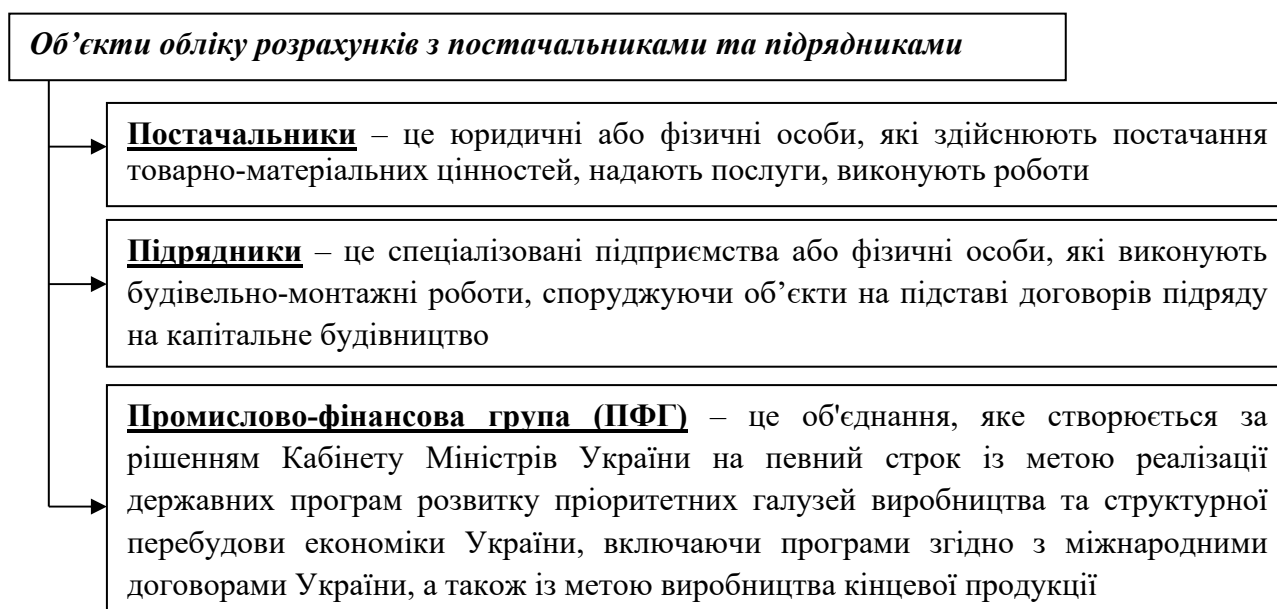 Об’єкти обліку розрахунків з постачальниками та підрядниками
Постачальники – це юридичні або фізичні особи, які здійснюють постачання
товарно-матеріальних цінностей, надають послуги, виконують роботи
Підрядники – це спеціалізовані підприємства або фізичні особи, які виконують
будівельно-монтажні роботи, споруджуючи об’єкти на підставі договорів підряду
на капітальне будівництво
Промислово-фінансова група (ПФГ) – це об'єднання, яке створюється за
рішенням Кабінету Міністрів України на певний строк із метою реалізації
державних програм розвитку пріоритетних галузей виробництва та структурної
перебудови економіки України, включаючи програми згідно з міжнародними
договорами України, а також із метою виробництва кінцевої продукції